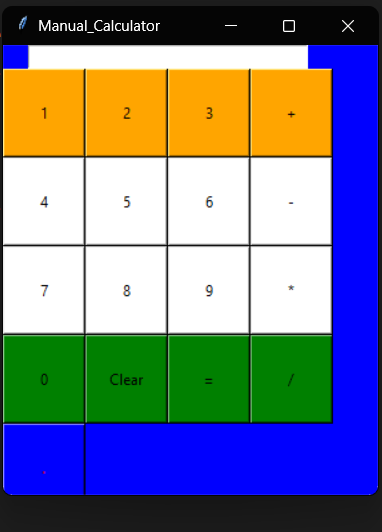 Manual_Calculator
1 2 3 +
4 5 6 -
7 8 9 *
0 Clear = /
.